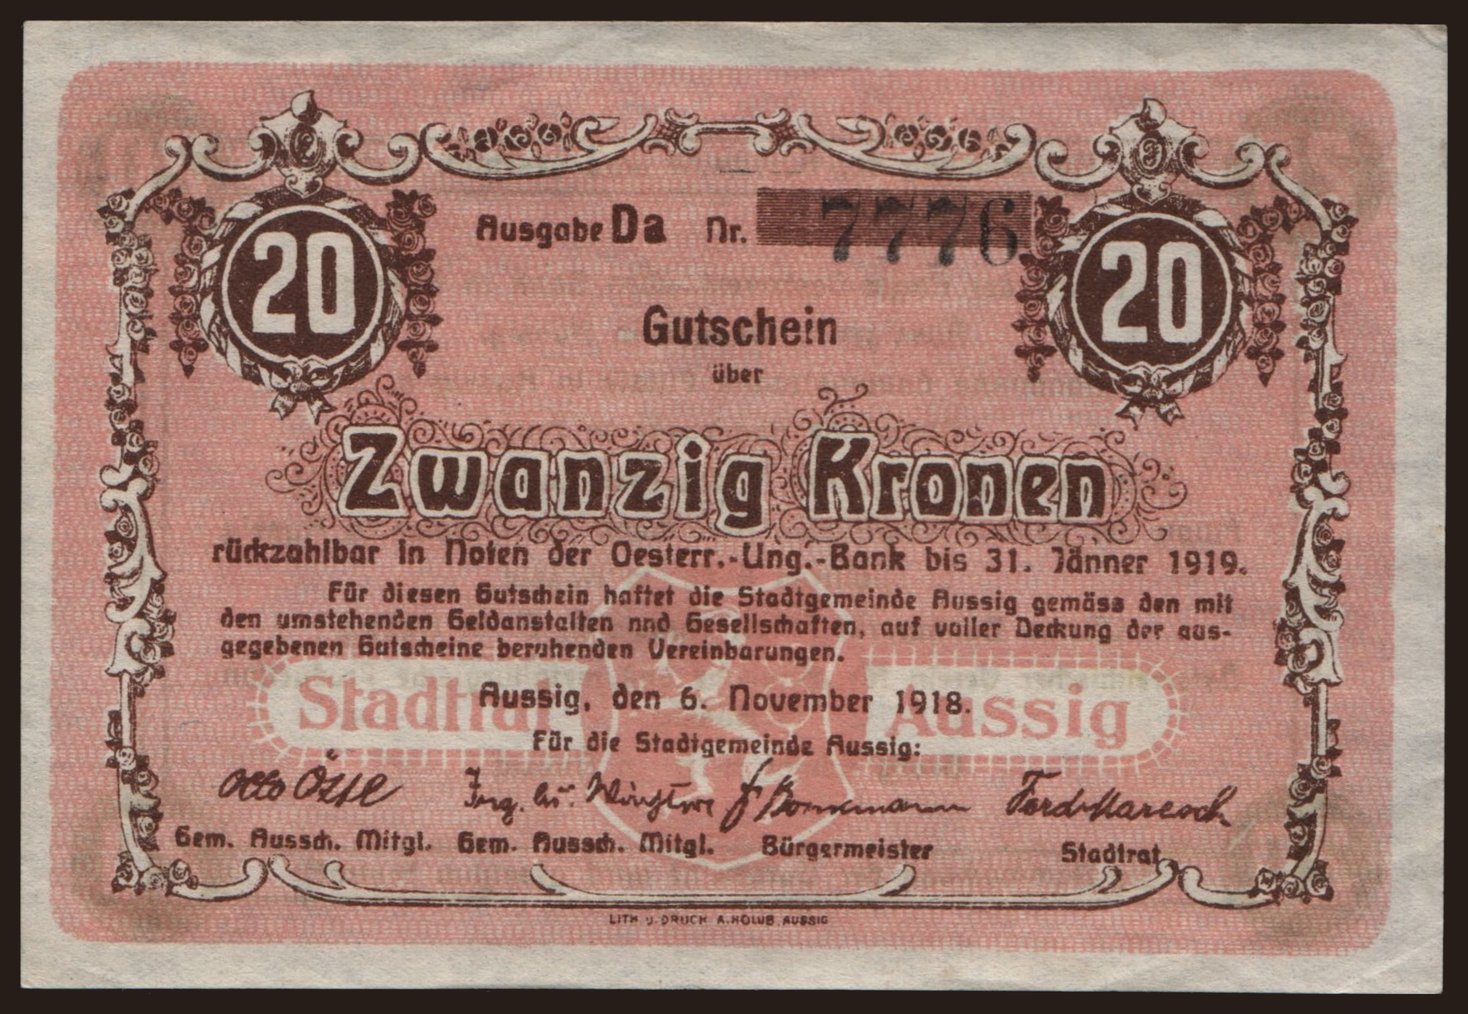 Ausgabe Da Nr. 7776
20
20
Gutschein
über
Zwanzig Kronen
rückzahlbar in Noten der Oesterr.-Ung.-Bank bis 31. Jänner 1919.
Für diesen Gutschein haftet die Stadtgemeinde Aussig gemäss den mit
den umstehenden Geldanstalten nnd Gesellschaften, auf voller Deckung der aus-
gegebenen Gutscheine beruhenden Vereinbarungen.
Stadtrat Aussig
Aussig, den 6. November 1918.
Für die Stadtgemeinde Aussig:
Otto
Ing.
Gem. Aussch. Mitgl. Gem. Aussch. Mitgl. Bürgermeister Stadtrat
LITH U. DRUCK A. HOLUB, AUSSIG